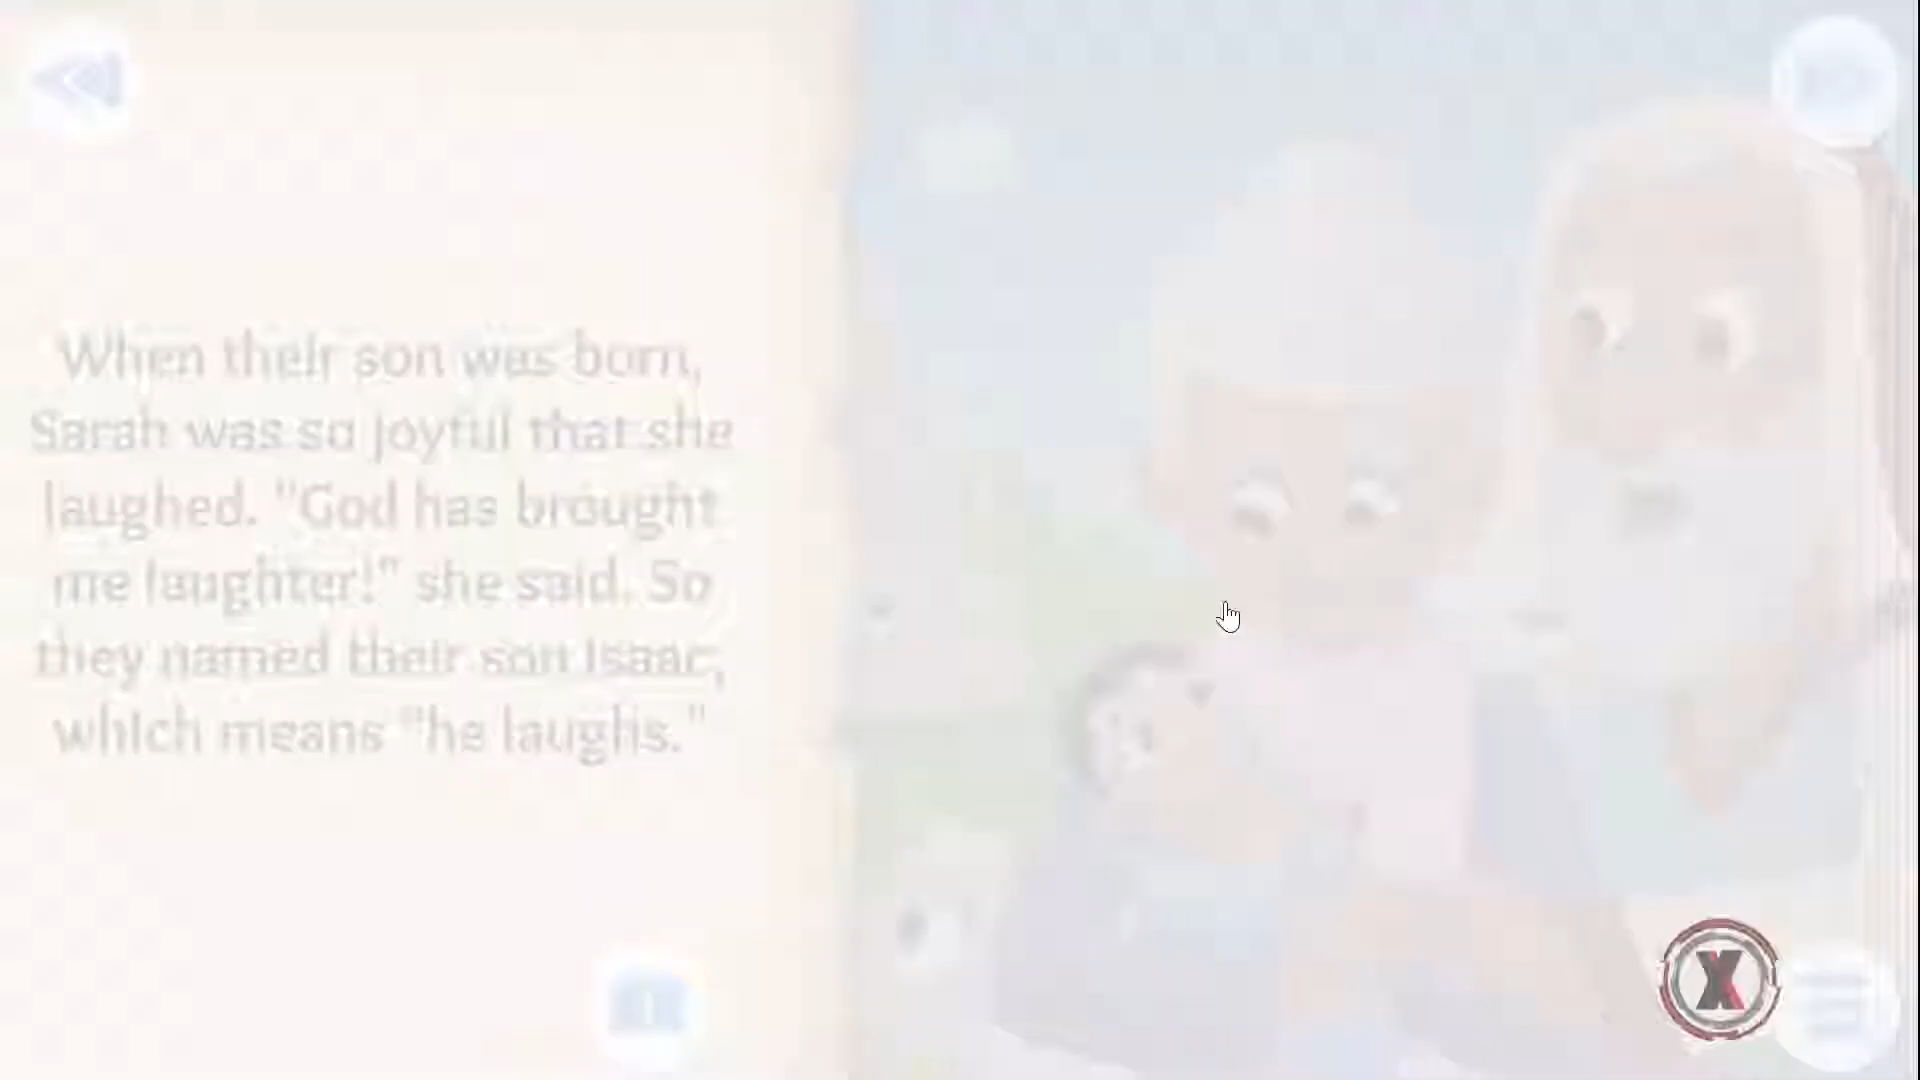 When their son was born,
Sarah was so joyful that she
laughed. "God has brought
me laughter!" she said. So
they named their son Isaac,
which means "he laughs."
X